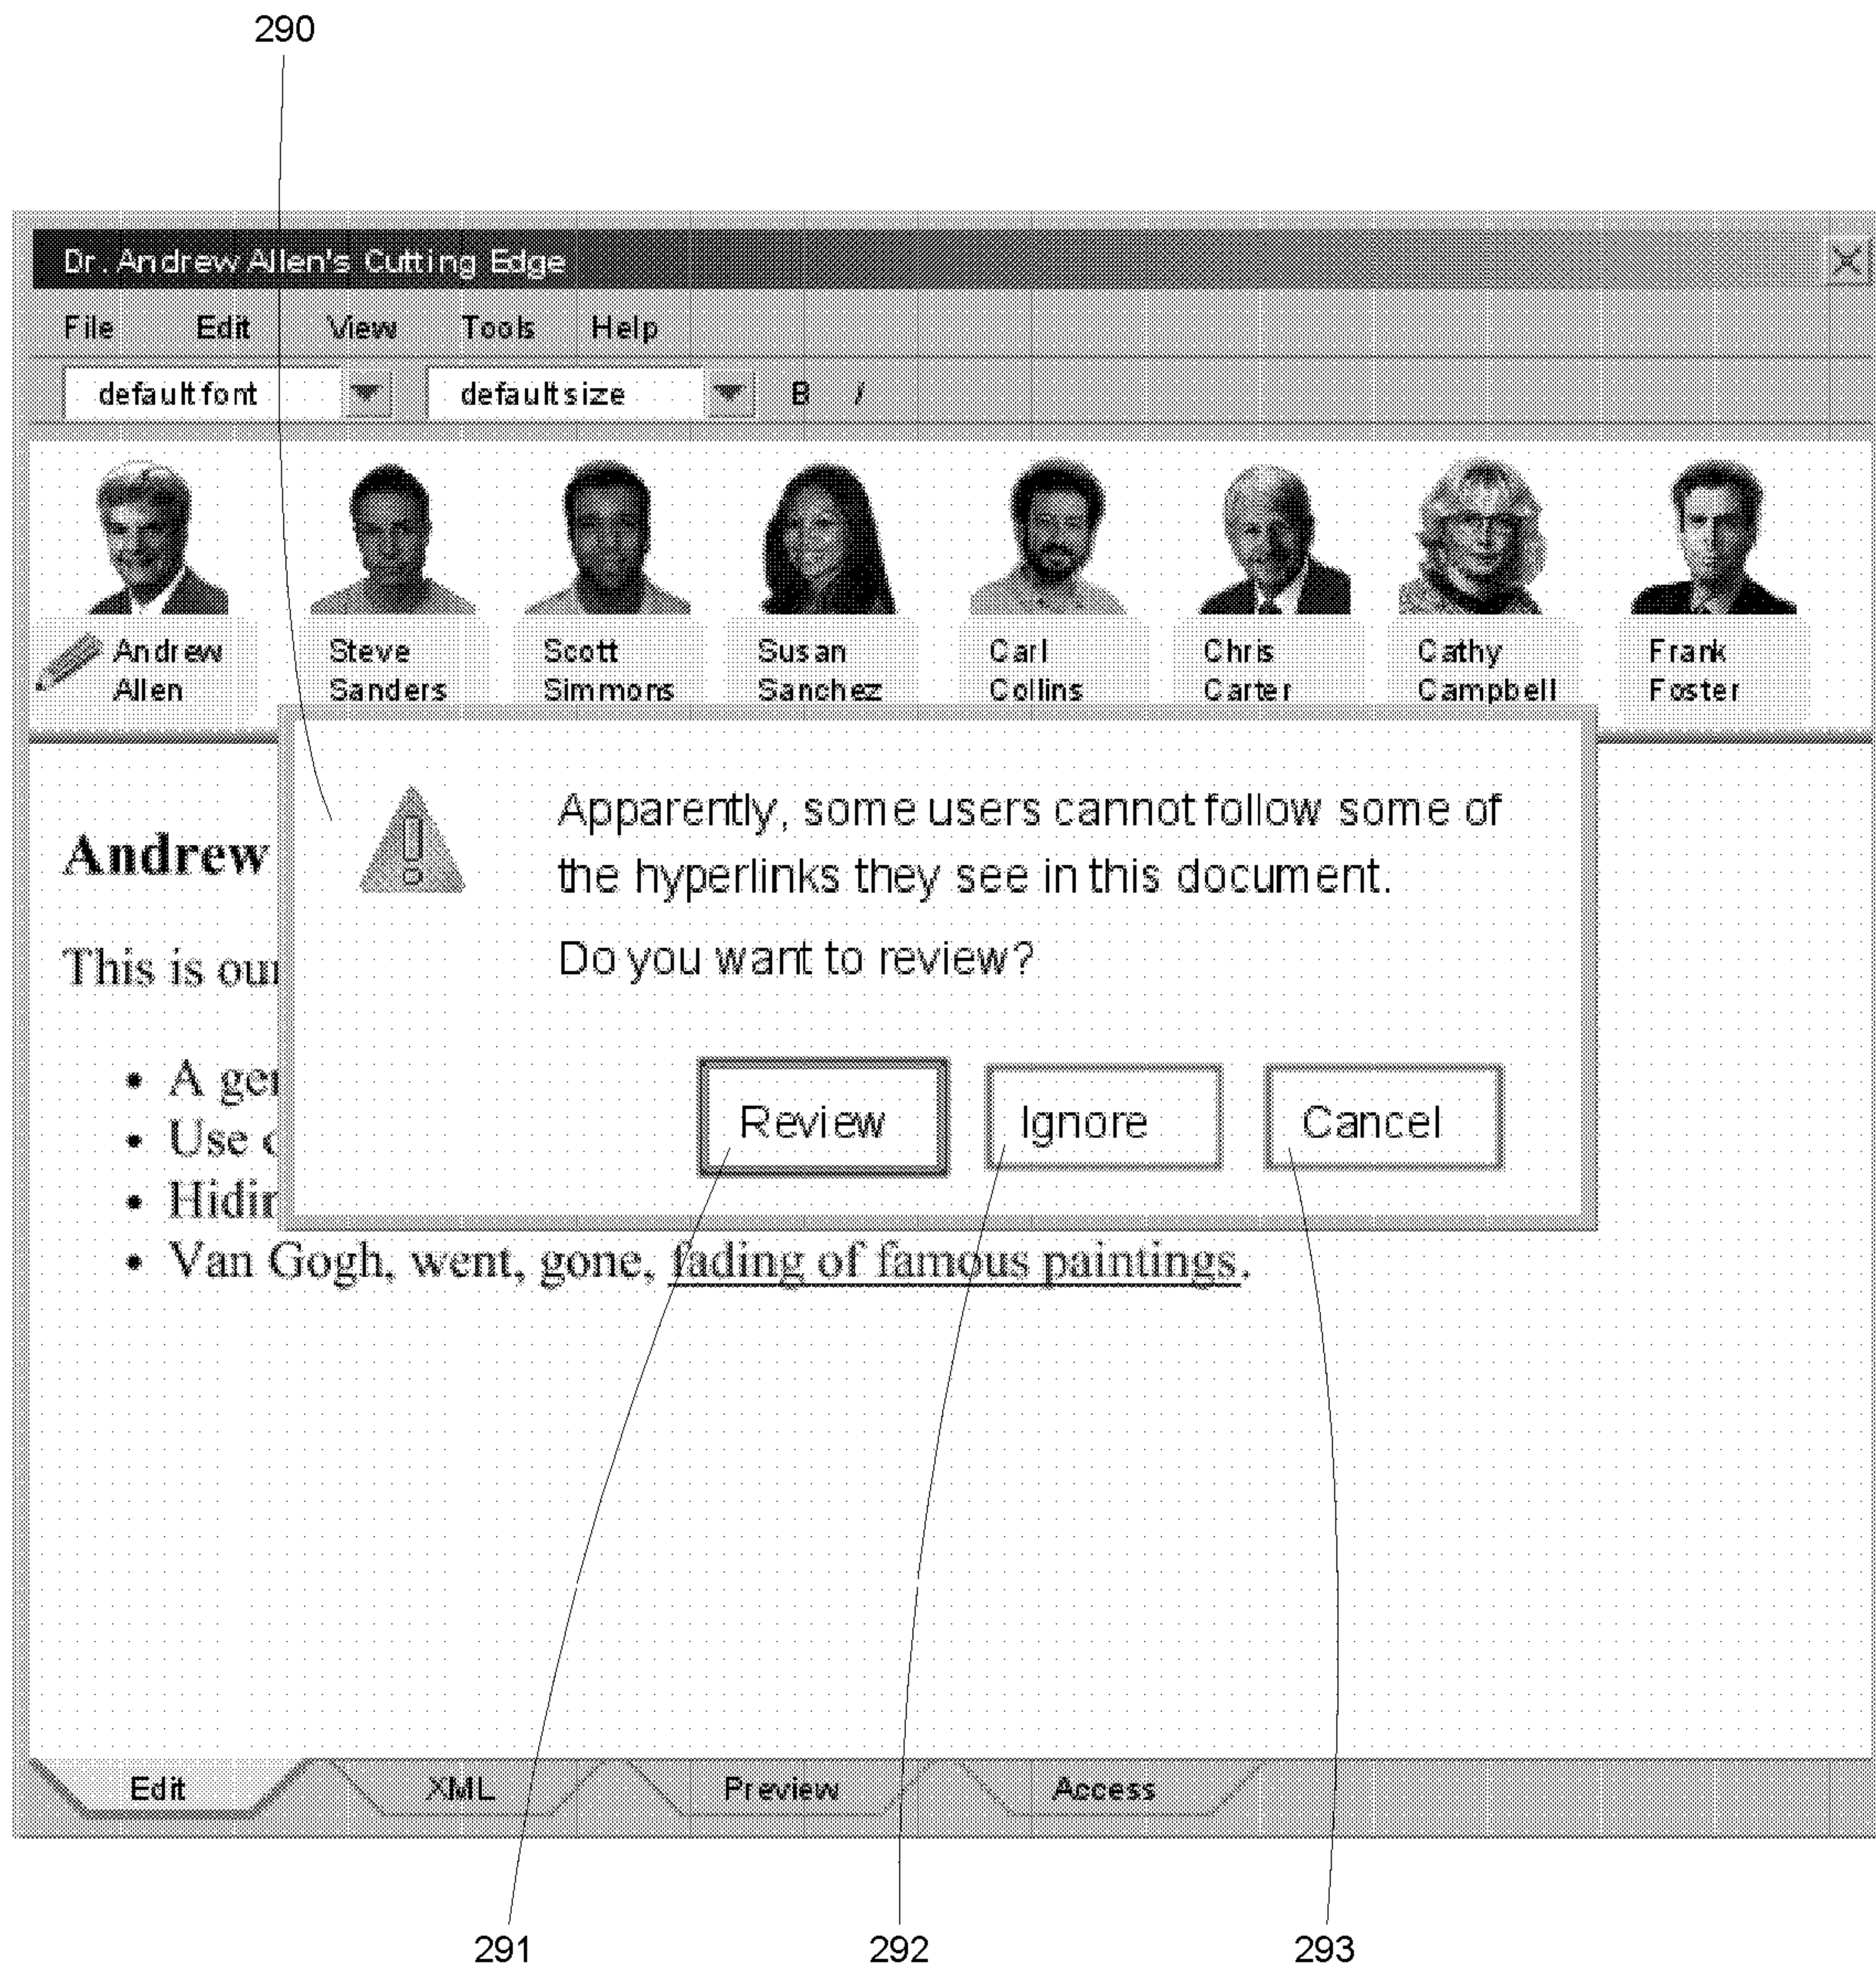 290
Dr. Andrew Allen's Cutting Edge
File Edit View Tools Help
default font default size B I
Andrew Allen
Steve Sanders
Scott Simmons
Susan Sanchez
Carl Collins
Chris Carter
Cathy Campbell
Frank Foster
Apparently, some users cannot follow some of
the hyperlinks they see in this document.
Do you want to review?
Review Ignore Cancel
Andrew
This is our
• A ger
• Use
• Hidin
• Van Gogh, went, gone, fading of famous paintings.
Edit XML Preview Access
291 292 293